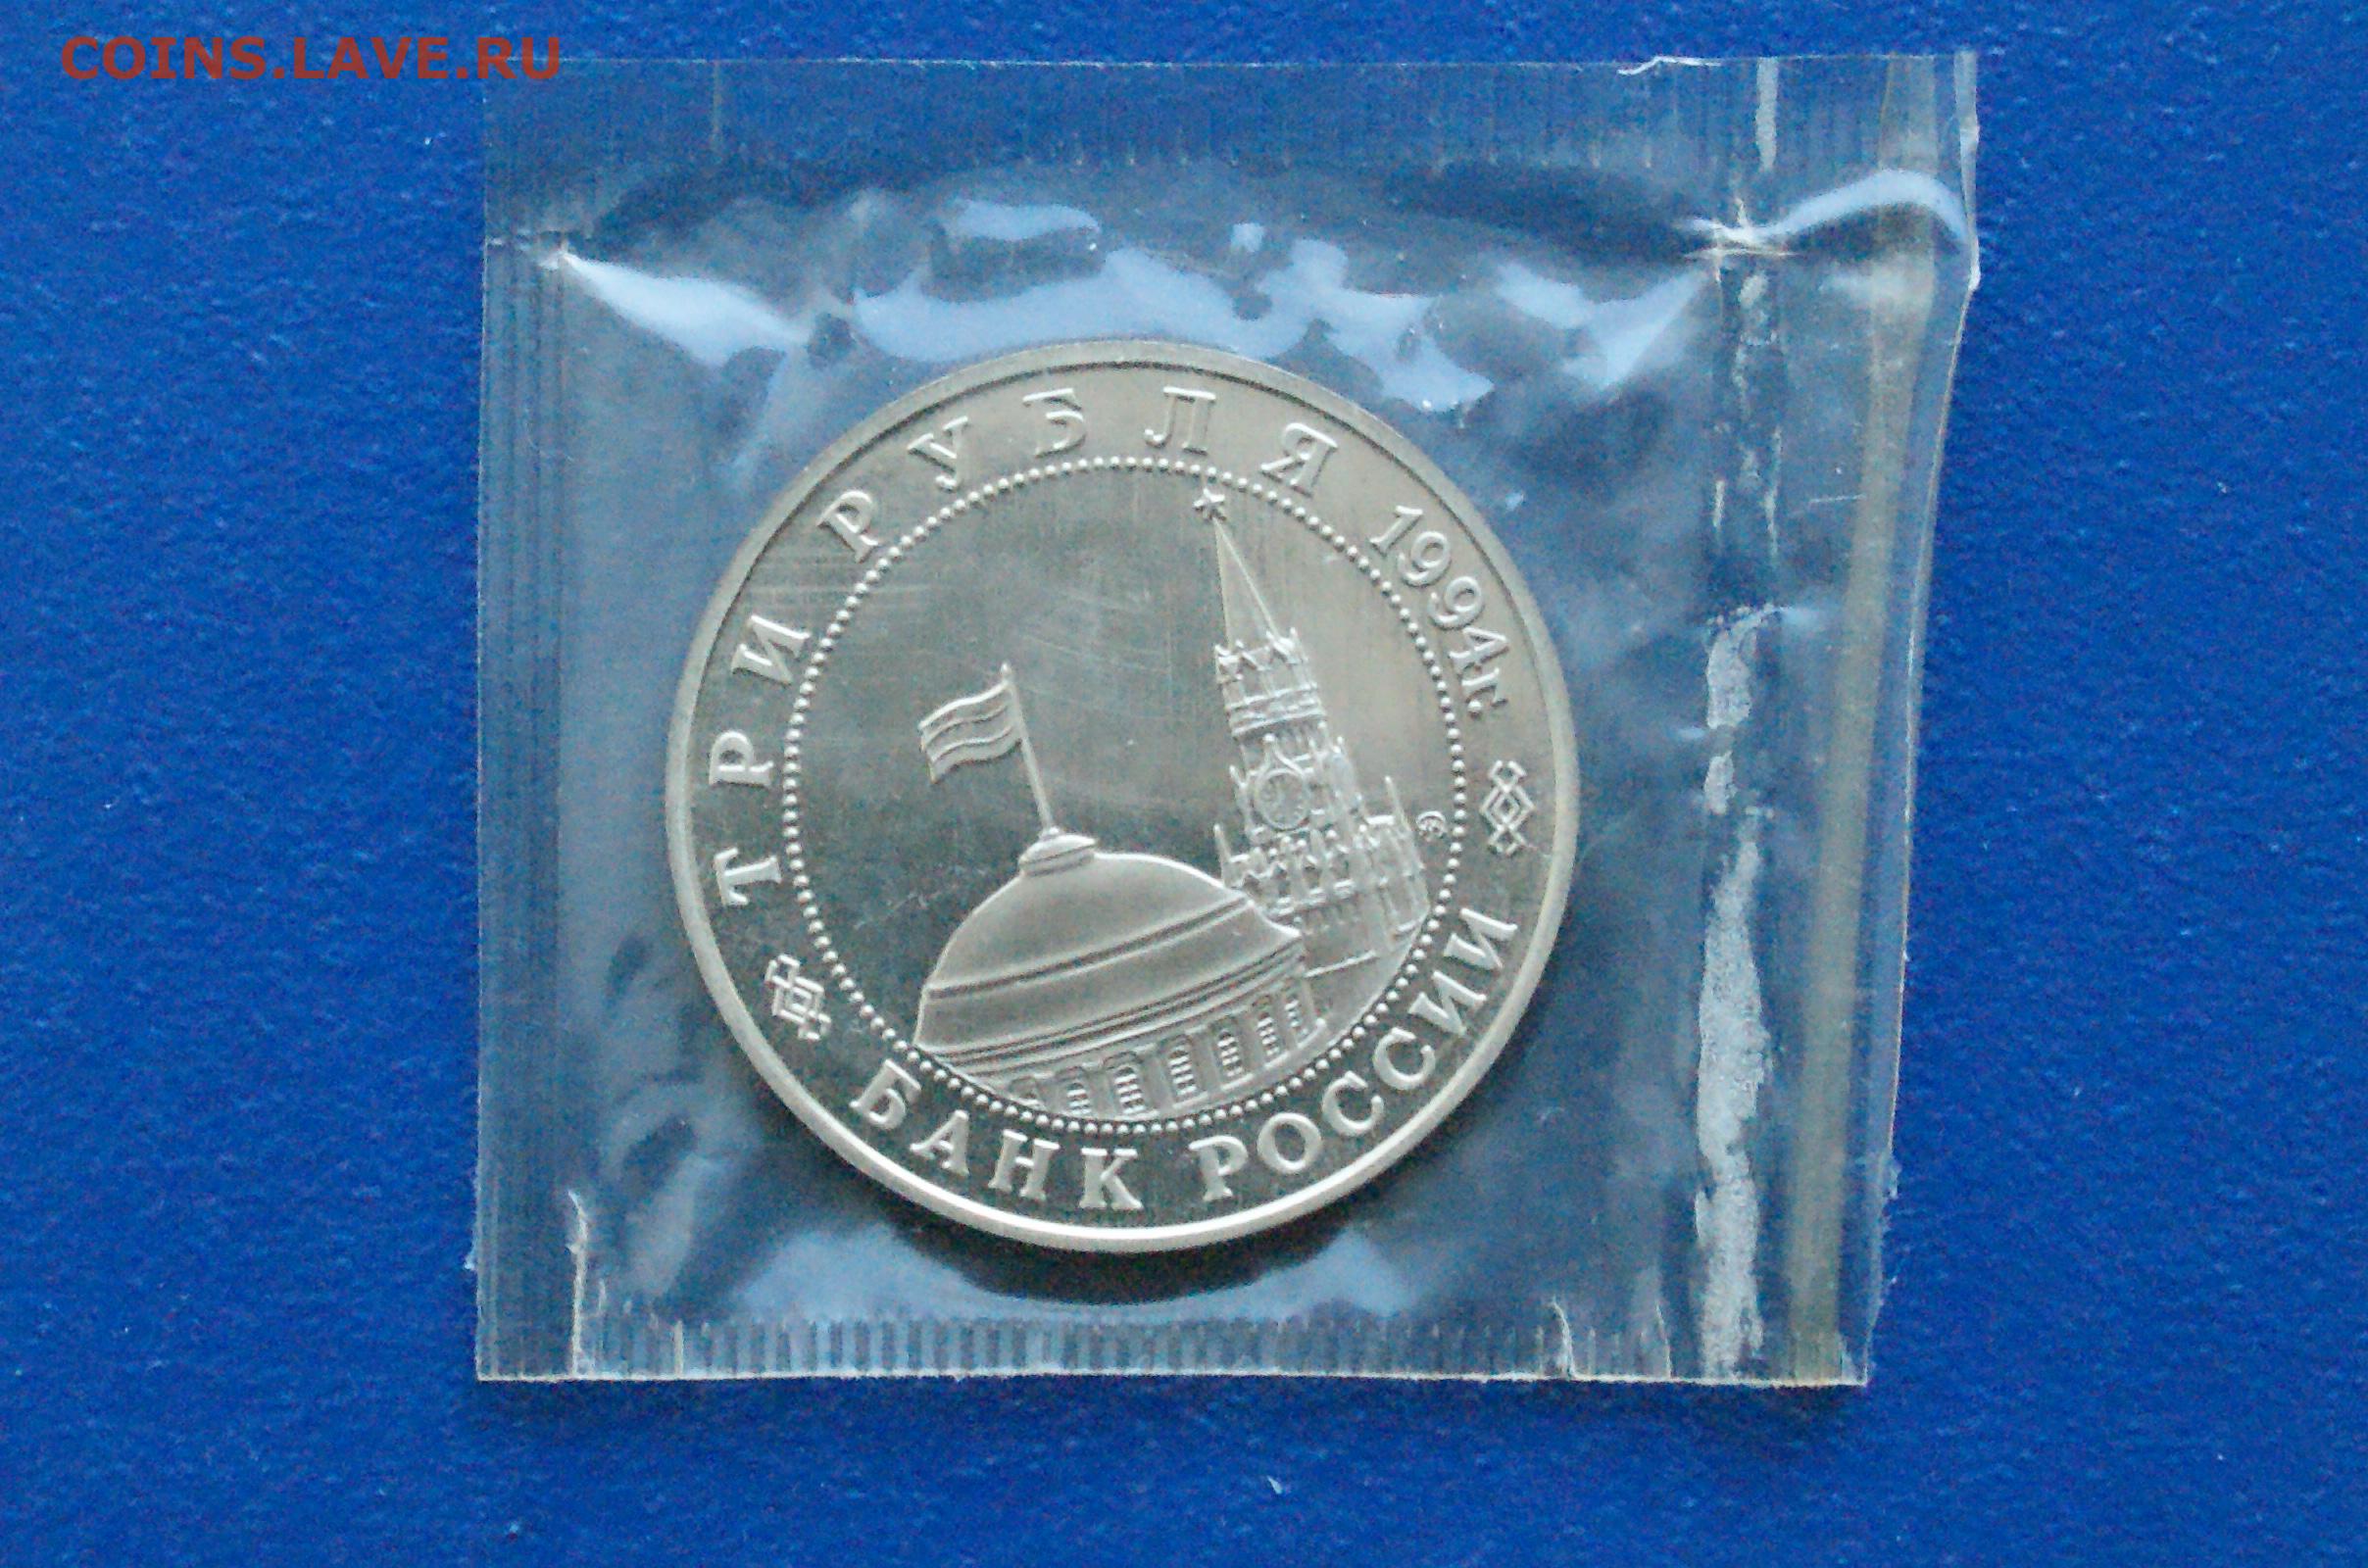 COINS.LAVE.RU
ТРИ РУБЛЯ 1994г.
БАНК РОССИИ